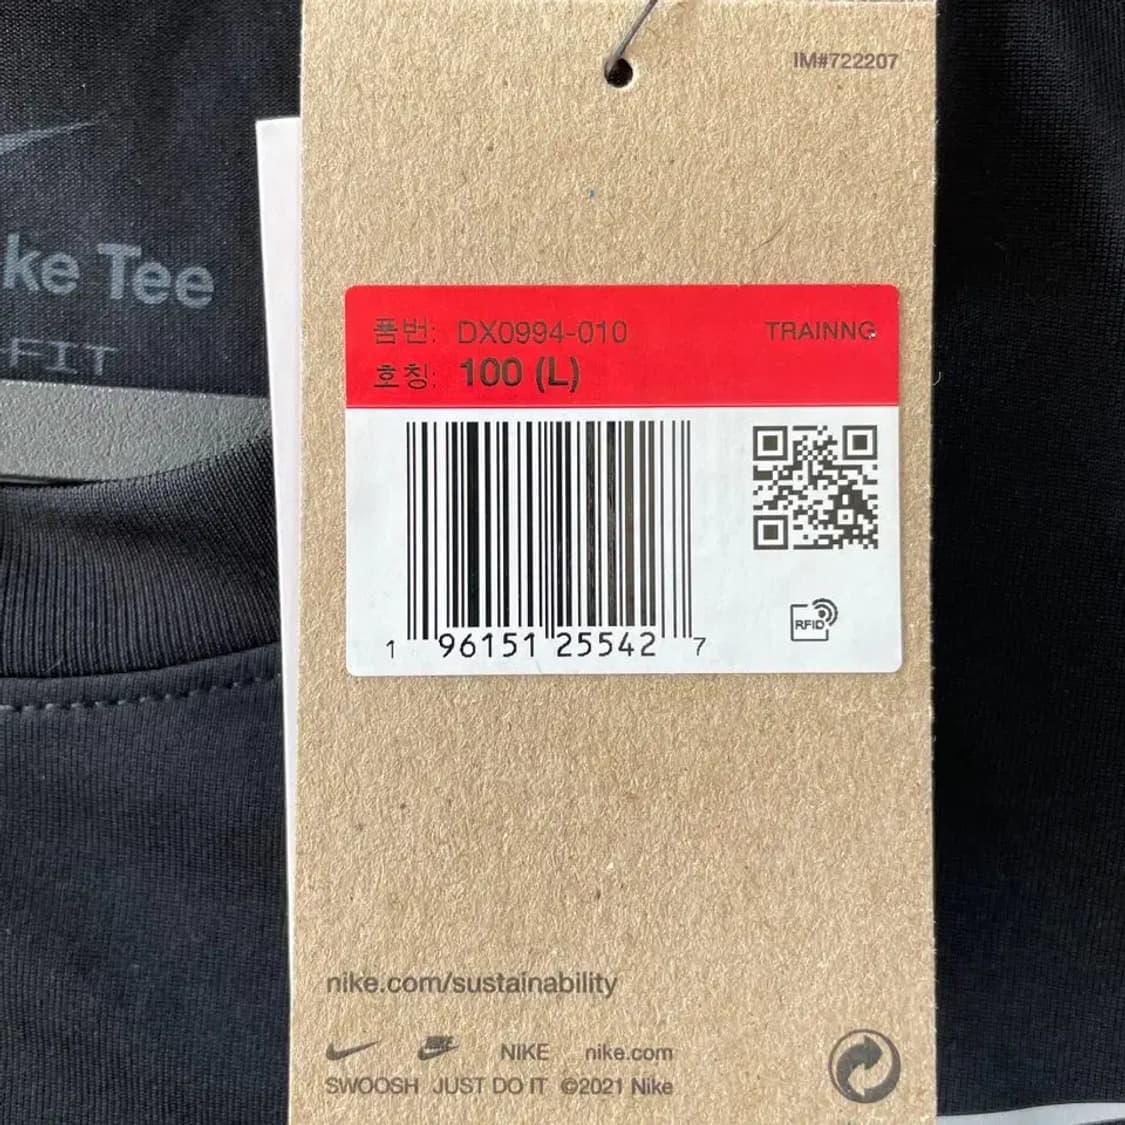 IM#722207
ke Tee
-FIT
품번: DX0994-010 TRAINNG
호칭: 100 (L)
1 96151 25542 7
RFID
nike.com/sustainability
NIKE nike.com
SWOOSH JUST DO IT ©2021 Nike